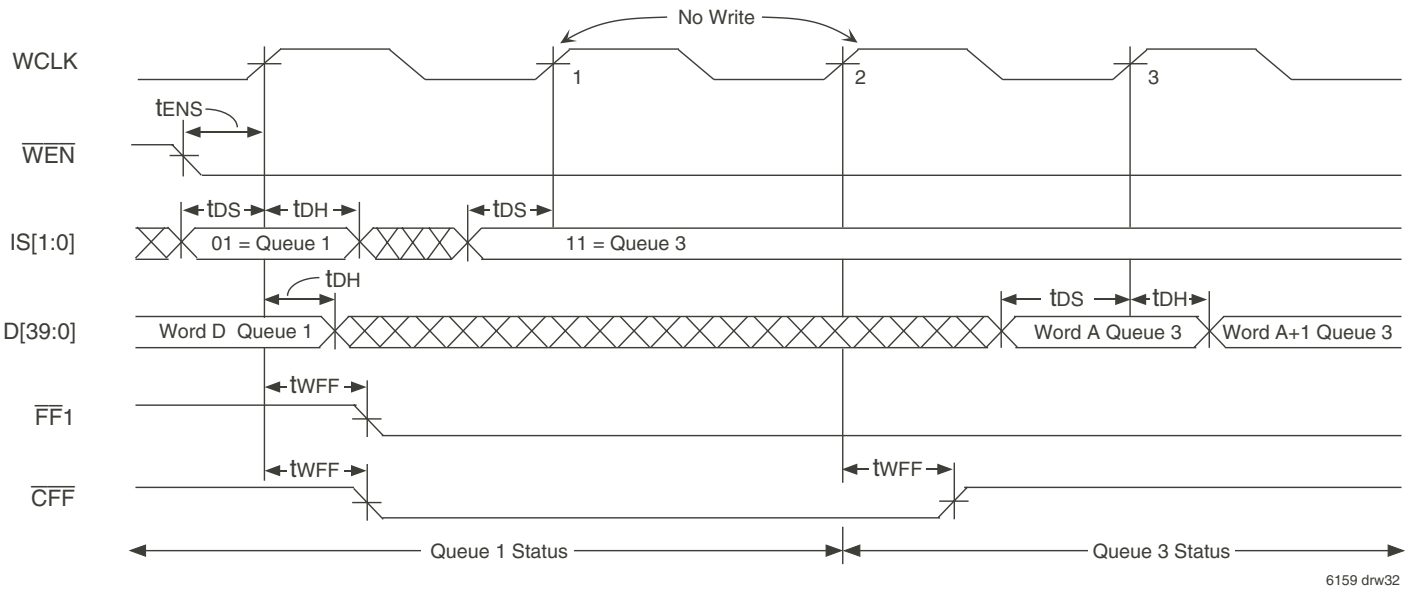 No Write
WCLK
1
2
3
tENS
WEN
tDS
tDH
tDS
IS[1:0]
01 = Queue 1
11 = Queue 3
tDH
tDS
tDH
D[39:0]
Word D Queue 1
Word A Queue 3
Word A+1 Queue 3
tWFF
FF1
tWFF
tWFF
CFF
Queue 1 Status
Queue 3 Status
6159 drw32